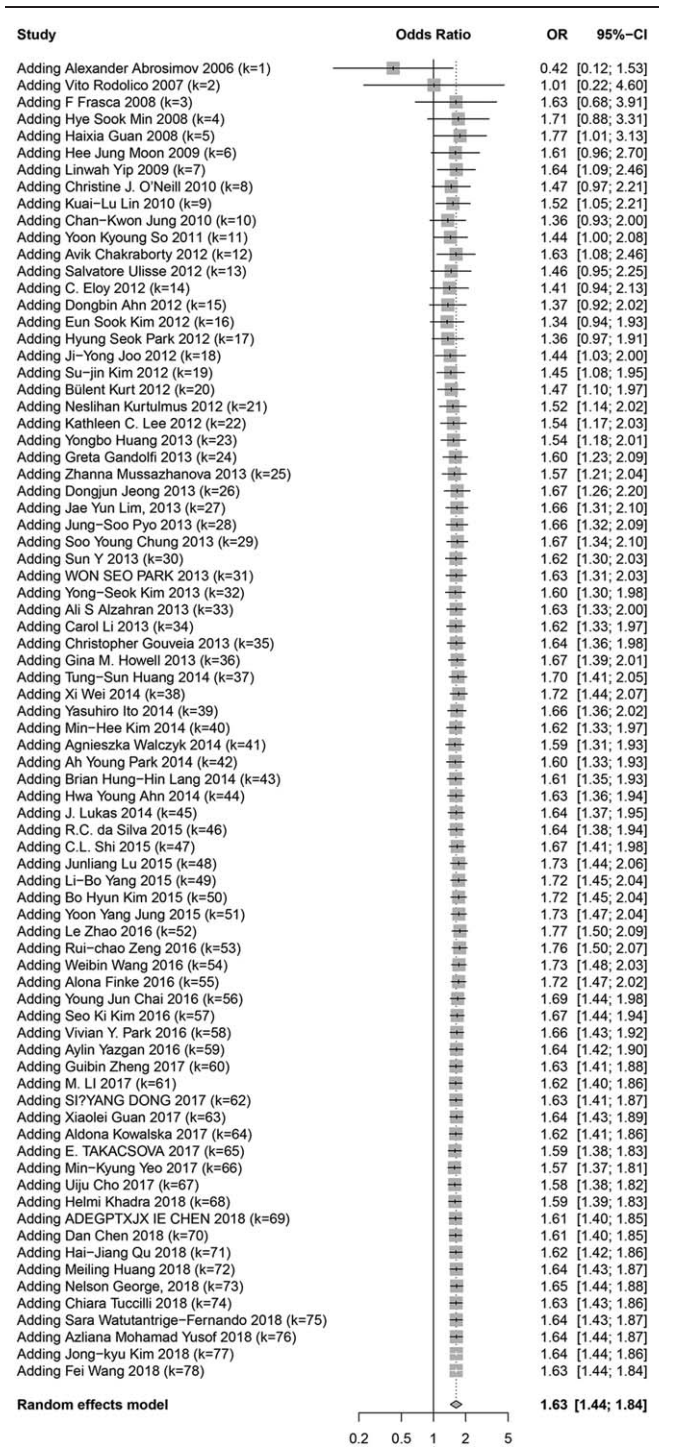 Study Odds Ratio OR 95%−CI
Adding Alexander Abrosimov 2006 (k=1) 0.42 [0.12; 1.53]
Adding Vito Rodolico 2007 (k=2) 1.01 [0.22; 4.60]
Adding F Frasca 2008 (k=3) 1.63 [0.68; 3.91]
Adding Hye Sook Min 2008 (k=4) 1.71 [0.88; 3.31]
Adding Haixia Guan 2008 (k=5) 1.77 [1.01; 3.13]
Adding Hee Jung Moon 2009 (k=6) 1.61 [0.96; 2.70]
Adding Linwah Yip 2009 (k=7) 1.64 [1.09; 2.46]
Adding Christine J. O'Neill 2010 (k=8) 1.47 [0.97; 2.21]
Adding Kuai−Lu Lin 2010 (k=9) 1.52 [1.05; 2.21]
Adding Chan−Kwon Jung 2010 (k=10) 1.36 [0.93; 2.00]
Adding Yoon Kyoung So 2011 (k=11) 1.44 [1.00; 2.08]
Adding Avik Chakraborty 2012 (k=12) 1.63 [1.08; 2.46]
Adding Salvatore Ulisse 2012 (k=13) 1.46 [0.95; 2.25]
Adding C. Eloy 2012 (k=14) 1.41 [0.94; 2.13]
Adding Dongbin Ahn 2012 (k=15) 1.37 [0.92; 2.02]
Adding Eun Sook Kim 2012 (k=16) 1.34 [0.94; 1.93]
Adding Hyung Seok Park 2012 (k=17) 1.36 [0.97; 1.91]
Adding Ji−Yong Joo 2012 (k=18) 1.44 [1.03; 2.00]
Adding Su−jin Kim 2012 (k=19) 1.45 [1.08; 1.95]
Adding Bülent Kurt 2012 (k=20) 1.47 [1.10; 1.97]
Adding Neslihan Kurtulmus 2012 (k=21) 1.52 [1.14; 2.02]
Adding Kathleen C. Lee 2012 (k=22) 1.54 [1.17; 2.03]
Adding Yongbo Huang 2013 (k=23) 1.54 [1.18; 2.01]
Adding Greta Gandolfi 2013 (k=24) 1.60 [1.23; 2.09]
Adding Zhanna Mussazhanova 2013 (k=25) 1.57 [1.21; 2.04]
Adding Dongjun Jeong 2013 (k=26) 1.67 [1.26; 2.20]
Adding Jae Yun Lim, 2013 (k=27) 1.66 [1.31; 2.10]
Adding Jung−Soo Pyo 2013 (k=28) 1.66 [1.32; 2.09]
Adding Soo Young Chung 2013 (k=29) 1.67 [1.34; 2.10]
Adding Sun Y 2013 (k=30) 1.62 [1.30; 2.03]
Adding WON SEO PARK 2013 (k=31) 1.63 [1.31; 2.03]
Adding Yong−Seok Kim 2013 (k=32) 1.60 [1.30; 1.98]
Adding Ali S Alzahran 2013 (k=33) 1.63 [1.33; 2.00]
Adding Carol Li 2013 (k=34) 1.62 [1.33; 1.97]
Adding Christopher Gouveia 2013 (k=35) 1.64 [1.36; 1.98]
Adding Gina M. Howell 2013 (k=36) 1.67 [1.39; 2.01]
Adding Tung−Sun Huang 2014 (k=37) 1.70 [1.41; 2.05]
Adding Xi Wei 2014 (k=38) 1.72 [1.44; 2.07]
Adding Yasuhiro Ito 2014 (k=39) 1.66 [1.36; 2.02]
Adding Min−Hee Kim 2014 (k=40) 1.62 [1.33; 1.97]
Adding Agnieszka Walczyk 2014 (k=41) 1.59 [1.31; 1.93]
Adding Ah Young Park 2014 (k=42) 1.60 [1.33; 1.93]
Adding Brian Hung−Hin Lang 2014 (k=43) 1.61 [1.35; 1.93]
Adding Hwa Young Ahn 2014 (k=44) 1.63 [1.36; 1.94]
Adding J. Lukas 2014 (k=45) 1.64 [1.37; 1.95]
Adding R.C. da Silva 2015 (k=46) 1.64 [1.38; 1.94]
Adding C.L. Shi 2015 (k=47) 1.67 [1.41; 1.98]
Adding Junliang Lu 2015 (k=48) 1.73 [1.44; 2.06]
Adding Li−Bo Yang 2015 (k=49) 1.72 [1.45; 2.04]
Adding Bo Hyun Kim 2015 (k=50) 1.72 [1.45; 2.04]
Adding Yoon Yang Jung 2015 (k=51) 1.73 [1.47; 2.04]
Adding Le Zhao 2016 (k=52) 1.77 [1.50; 2.09]
Adding Rui−chao Zeng 2016 (k=53) 1.76 [1.50; 2.07]
Adding Weibin Wang 2016 (k=54) 1.73 [1.48; 2.03]
Adding Alona Finke 2016 (k=55) 1.72 [1.47; 2.02]
Adding Young Jun Chai 2016 (k=56) 1.69 [1.44; 1.98]
Adding Seo Ki Kim 2016 (k=57) 1.67 [1.44; 1.94]
Adding Vivian Y. Park 2016 (k=58) 1.66 [1.43; 1.92]
Adding Aylin Yazgan 2016 (k=59) 1.64 [1.42; 1.90]
Adding Guibin Zheng 2017 (k=60) 1.63 [1.41; 1.88]
Adding M. LI 2017 (k=61) 1.62 [1.40; 1.86]
Adding SI?YANG DONG 2017 (k=62) 1.63 [1.41; 1.87]
Adding Xiaolei Guan 2017 (k=63) 1.64 [1.43; 1.89]
Adding Aldona Kowalska 2017 (k=64) 1.62 [1.41; 1.86]
Adding E. TAKACSOVA 2017 (k=65) 1.59 [1.38; 1.83]
Adding Min−Kyung Yeo 2017 (k=66) 1.57 [1.37; 1.81]
Adding Uiju Cho 2017 (k=67) 1.58 [1.38; 1.82]
Adding Helmi Khadra 2018 (k=68) 1.59 [1.39; 1.83]
Adding ADEGPTXJX IE CHEN 2018 (k=69) 1.61 [1.40; 1.85]
Adding Dan Chen 2018 (k=70) 1.61 [1.40; 1.85]
Adding Hai−Jiang Qu 2018 (k=71) 1.62 [1.42; 1.86]
Adding Meiling Huang 2018 (k=72) 1.64 [1.43; 1.87]
Adding Nelson George, 2018 (k=73) 1.65 [1.44; 1.88]
Adding Chiara Tuccilli 2018 (k=74) 1.63 [1.43; 1.86]
Adding Sara Watutantrige−Fernando 2018 (k=75) 1.64 [1.43; 1.87]
Adding Azliana Mohamad Yusof 2018 (k=76) 1.64 [1.44; 1.87]
Adding Jong−kyu Kim 2018 (k=77) 1.64 [1.44; 1.86]
Adding Fei Wang 2018 (k=78) 1.63 [1.44; 1.84]
Random effects model 1.63 [1.44; 1.84]
0.2 0.5 1 2 5